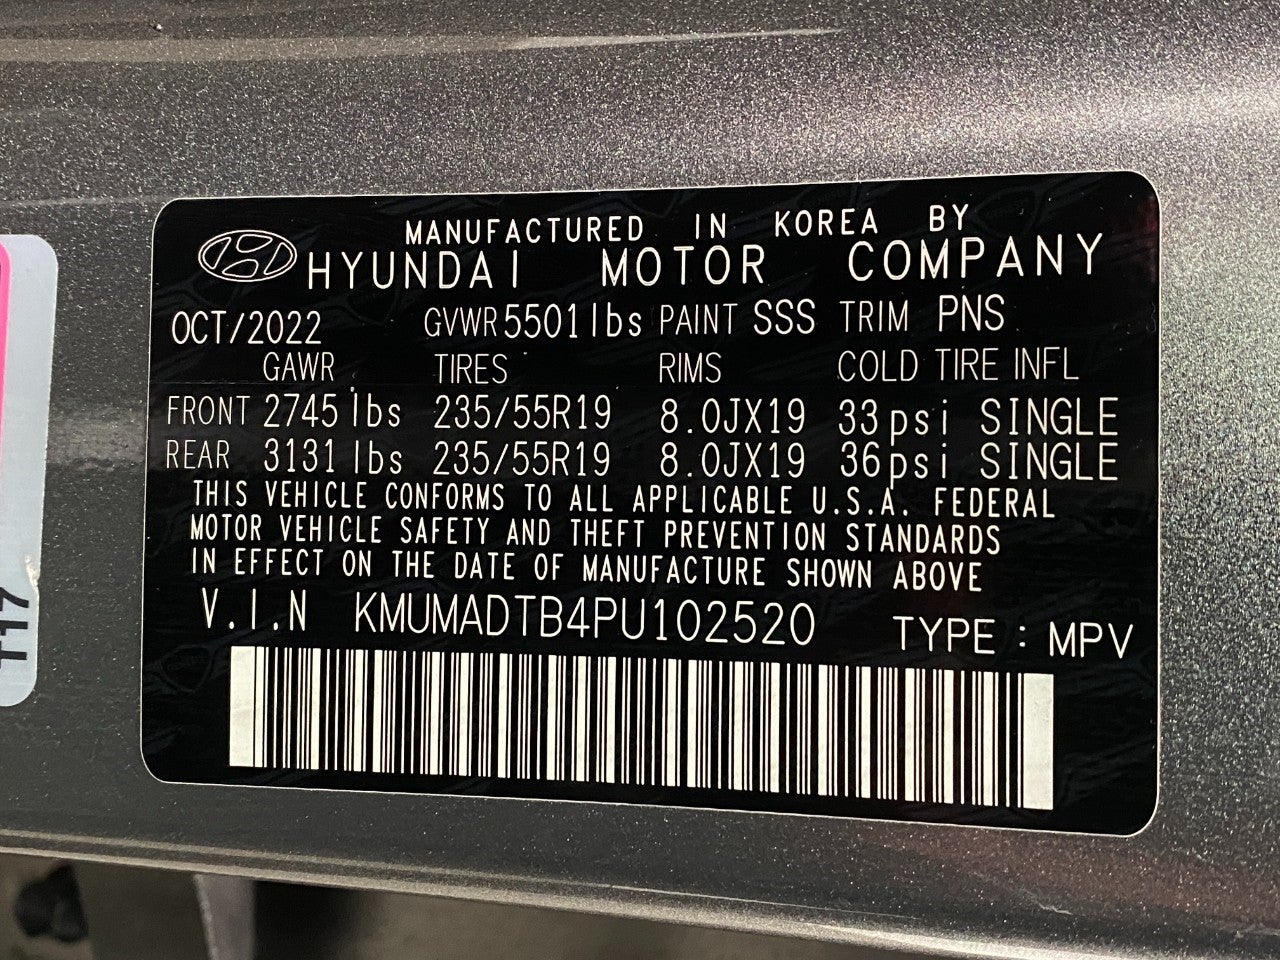 MANUFACTURED IN KOREA BY
HYUNDAI MOTOR COMPANY
OCT/2022 GVWR 5501lbs PAINT SSS TRIM PNS
GAWR TIRES RIMS COLD TIRE INFL
FRONT 2745 lbs 235/55R19 8.0JX19 33psi SINGLE
REAR 3131 lbs 235/55R19 8.0JX19 36psi SINGLE
THIS VEHICLE CONFORMS TO ALL APPLICABLE U.S.A. FEDERAL
MOTOR VEHICLE SAFETY AND THEFT PREVENTION STANDARDS
IN EFFECT ON THE DATE OF MANUFACTURE SHOWN ABOVE
V.I.N KMUMADTB4PU102520 TYPE : MPV
T17